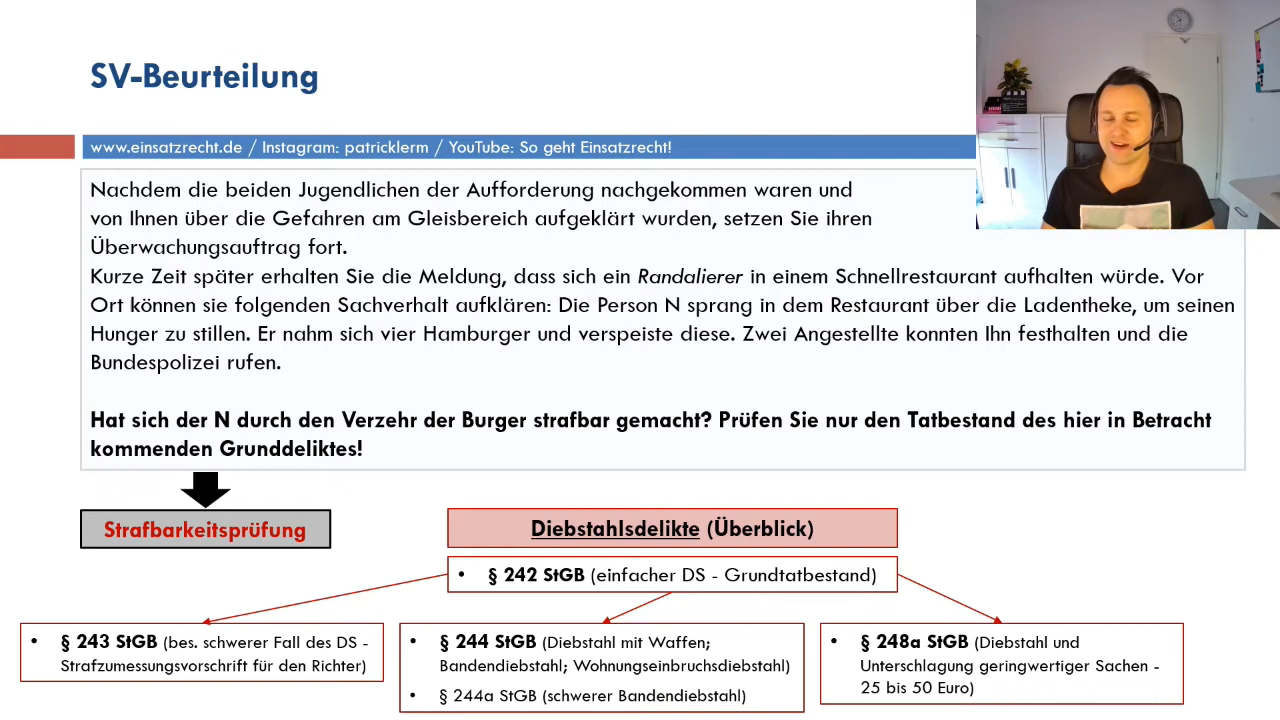 SV-Beurteilung
www.einsatzrecht.de / Instagram: patricklerm / YouTube: So geht Einsatzrecht!
Nachdem die beiden Jugendlichen der Aufforderung nachgekommen waren und
von Ihnen über die Gefahren am Gleisbereich aufgeklärt wurden, setzen Sie ihren
Überwachungsauftrag fort.
Kurze Zeit später erhalten Sie die Meldung, dass sich ein Randalierer in einem Schnellrestaurant aufhalten würde. Vor
Ort können sie folgenden Sachverhalt aufklären: Die Person N sprang in dem Restaurant über die Ladentheke, um seinen
Hunger zu stillen. Er nahm sich vier Hamburger und verspeiste diese. Zwei Angestellte konnten Ihn festhalten und die
Bundespolizei rufen.
Hat sich der N durch den Verzehr der Burger strafbar gemacht? Prüfen Sie nur den Tatbestand des hier in Betracht
kommenden Grunddeliktes!
Strafbarkeitsprüfung
Diebstahlsdelikte (Überblick)
• § 242 StGB (einfacher DS - Grundtatbestand)
• § 243 StGB (bes. schwerer Fall des DS -
Strafzumessungsvorschrift für den Richter)
• § 244 StGB (Diebstahl mit Waffen;
Bandendiebstahl; Wohnungseinbruchsdiebstahl)
• § 244a StGB (schwerer Bandendiebstahl)
• § 248a StGB (Diebstahl und
Unterschlagung geringwertiger Sachen -
25 bis 50 Euro)